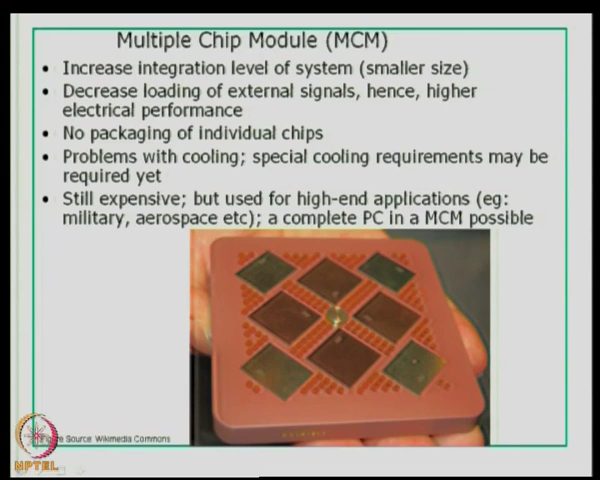 Multiple Chip Module (MCM)
• Increase integration level of system (smaller size)
• Decrease loading of external signals, hence, higher
electrical performance
• No packaging of individual chips
• Problems with cooling; special cooling requirements may be
required yet
• Still expensive; but used for high-end applications (eg:
military, aerospace etc); a complete PC in a MCM possible
Source: Wikimedia Commons
NPTEL